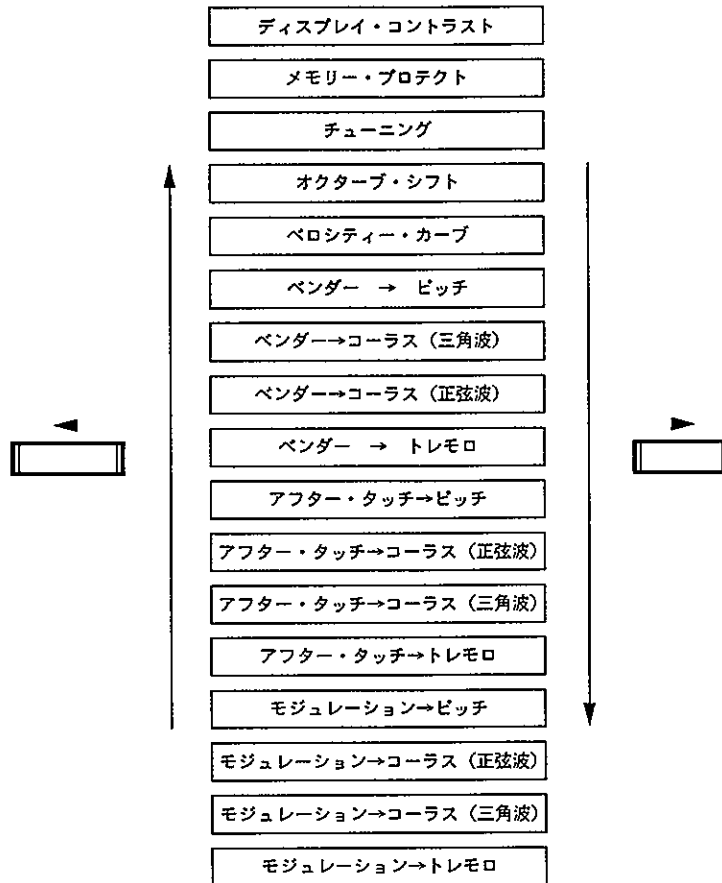 ディスプレイ・コントラスト
メモリー・プロテクト
チューニング
オクターブ・シフト
ベロシティー・カーブ
ベンダー → ピッチ
ベンダー→コーラス（三角波）
ベンダー→コーラス（正弦波）
ベンダー → トレモロ
アフター・タッチ→ピッチ
アフター・タッチ→コーラス（正弦波）
アフター・タッチ→コーラス（三角波）
アフター・タッチ→トレモロ
モジュレーション→ピッチ
モジュレーション→コーラス（正弦波）
モジュレーション→コーラス（三角波）
モジュレーション→トレモロ